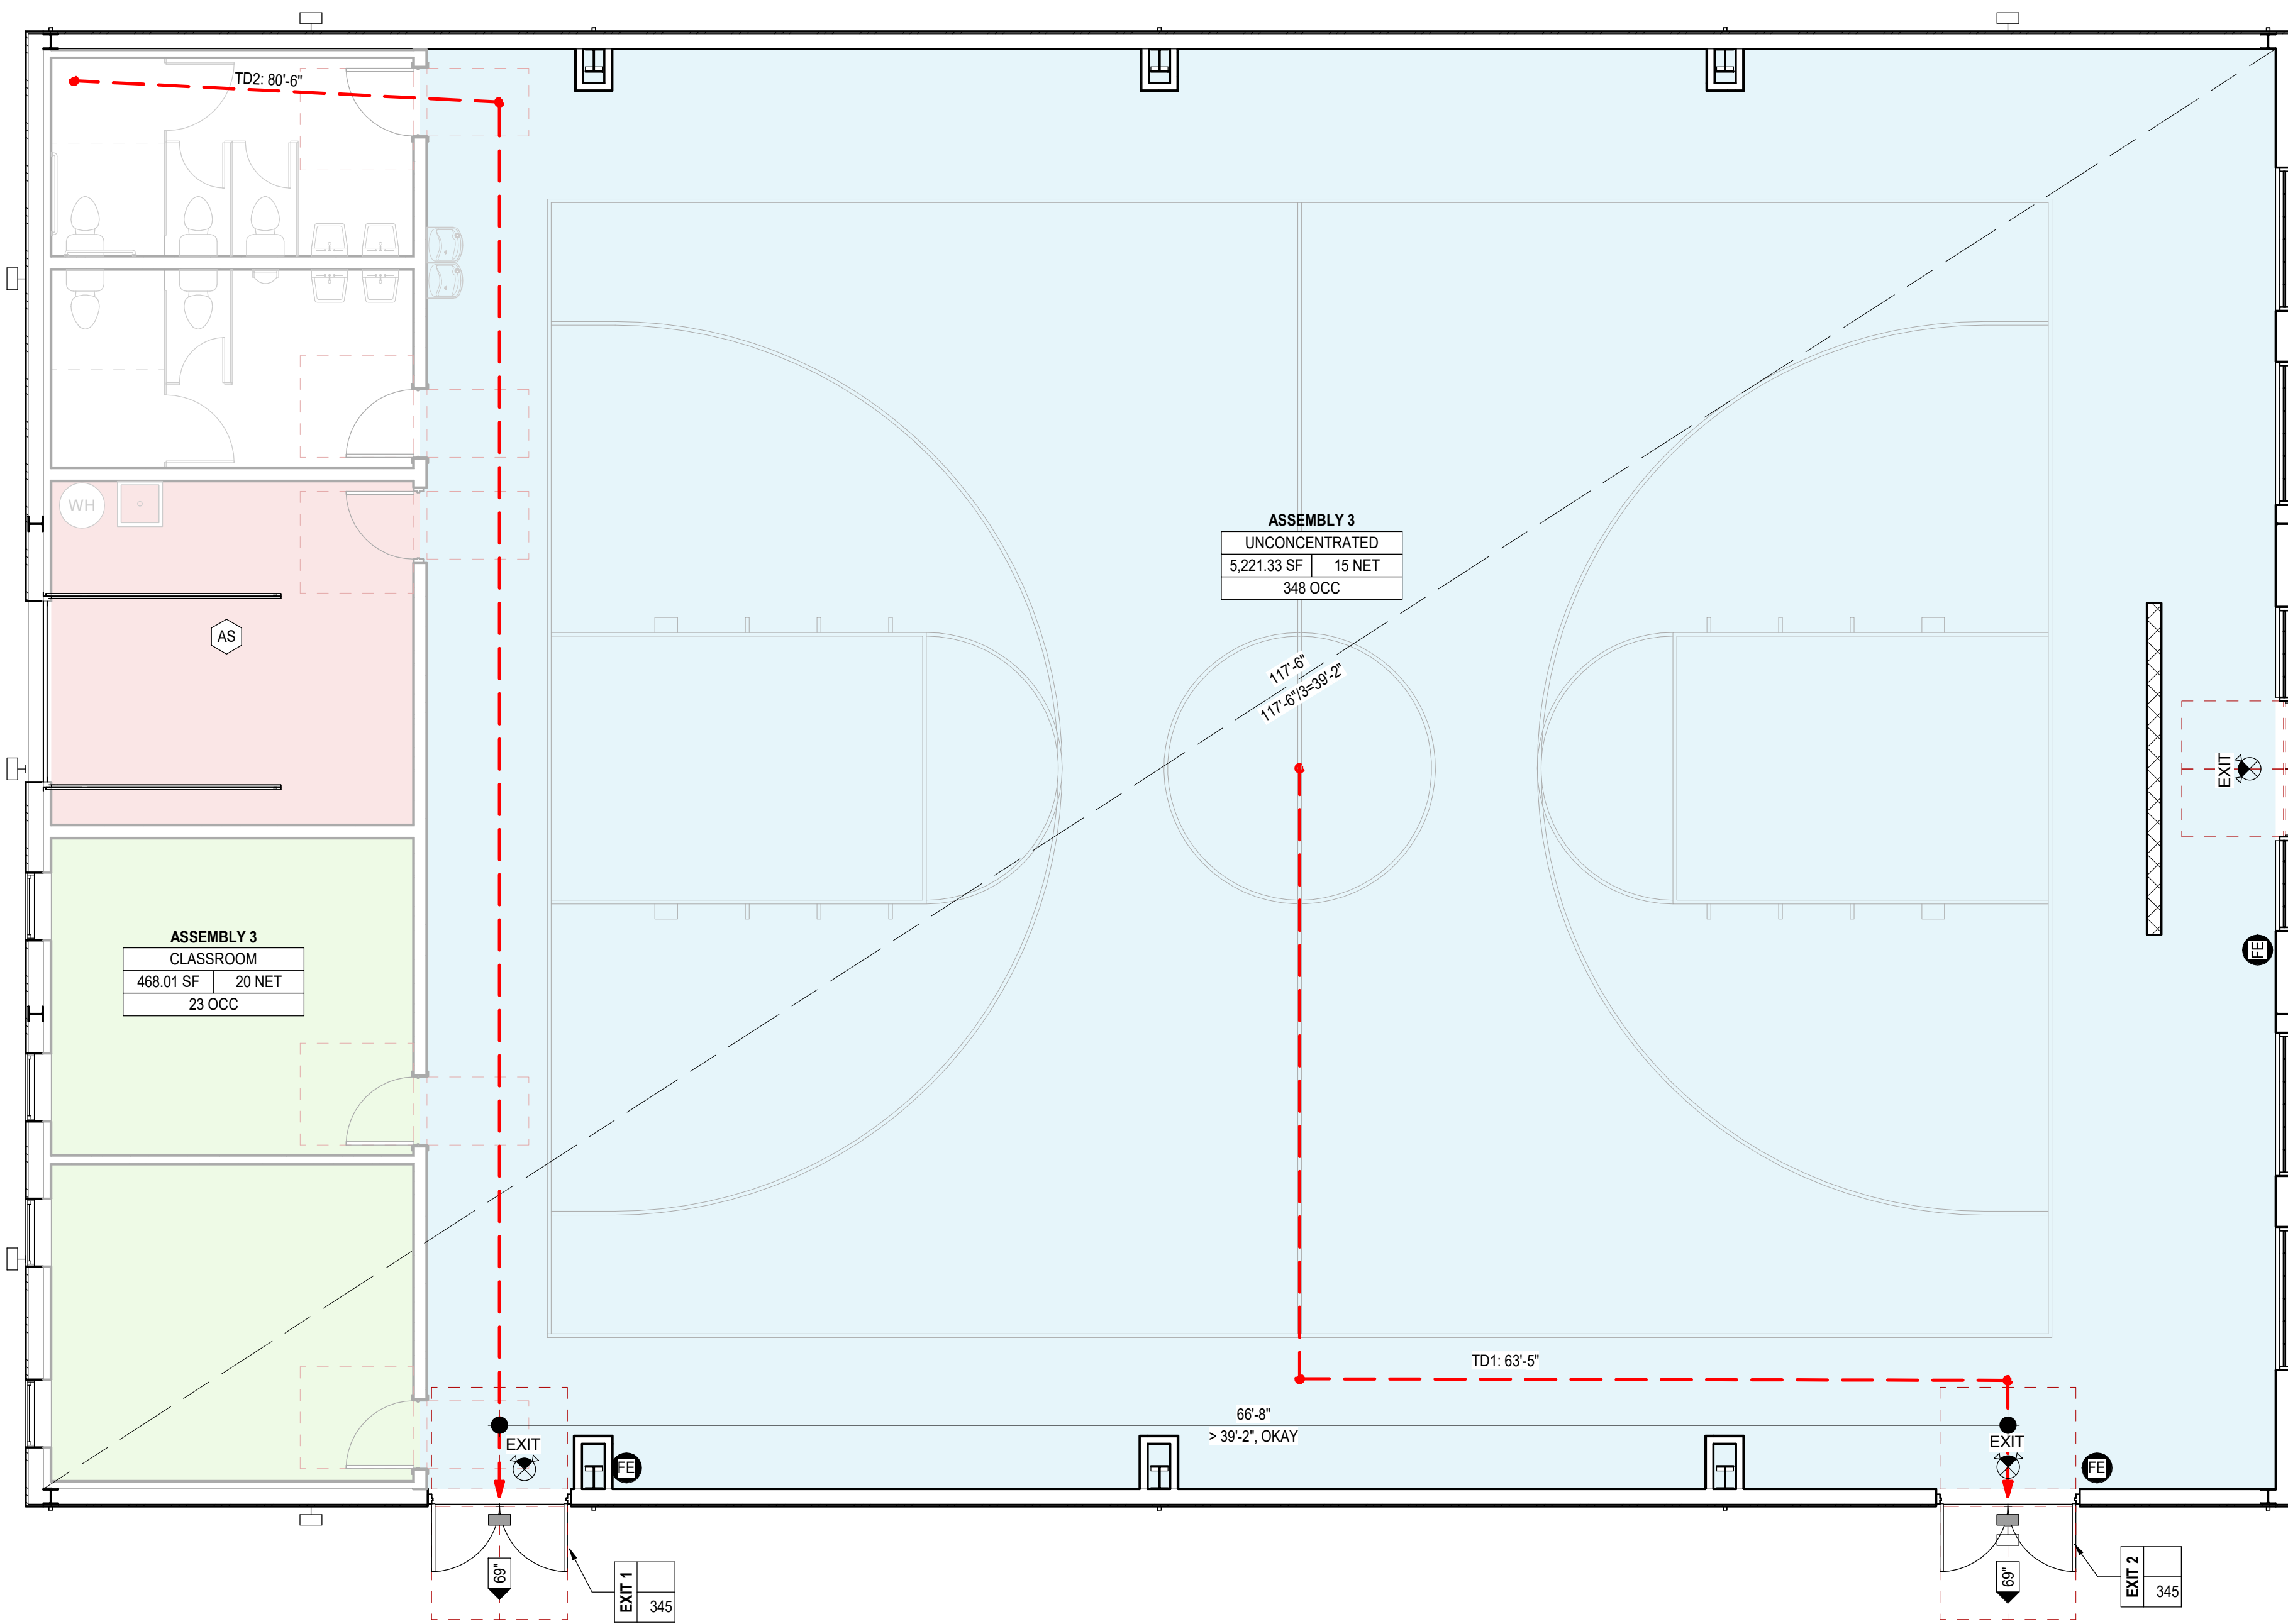 TD2: 80'-6"
WH
ASSEMBLY 3
UNCONCENTRATED
5,221.33 SF 15 NET
348 OCC
AS
117'-6"
117'-6"/3=39'-2"
EXIT
ASSEMBLY 3
CLASSROOM
468.01 SF 20 NET
23 OCC
FE
TD1: 63'-5"
66'-8"
> 39'-2", OKAY
EXIT
FE
EXIT
FE
69"
EXIT 1
345
69"
EXIT 2
345